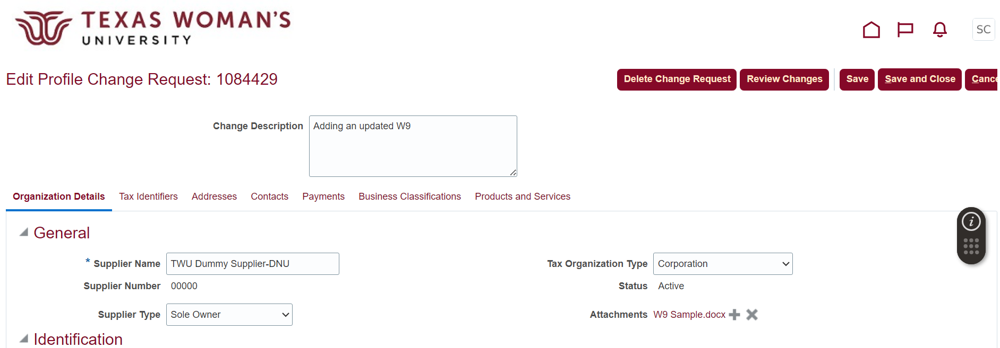 TEXAS WOMAN'S
UNIVERSITY
SC
Edit Profile Change Request: 1084429
Delete Change Request Review Changes Save Save and Close Cance
Change Description Adding an updated W9
Organization Details Tax Identifiers Addresses Contacts Payments Business Classifications Products and Services
General
* Supplier Name TWU Dummy Supplier-DNU Tax Organization Type Corporation
Supplier Number 00000 Status Active
Supplier Type Sole Owner Attachments W9 Sample.docx
Identification